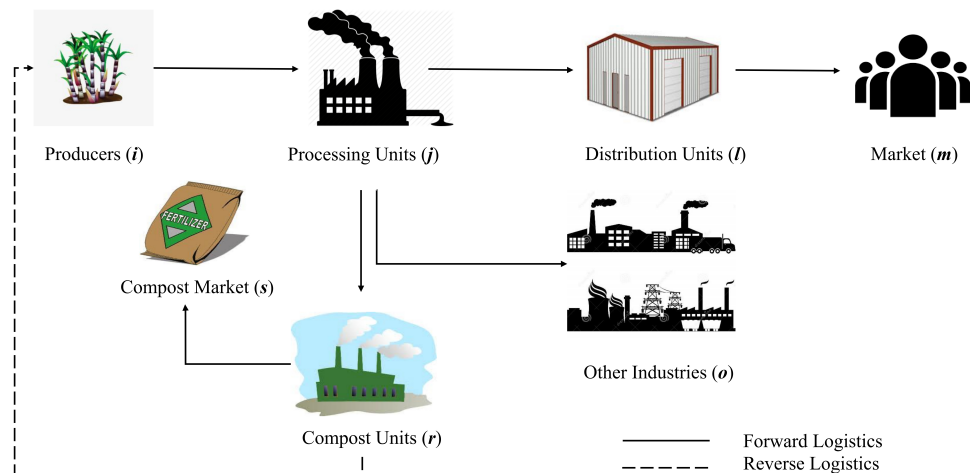 Producers (i)
Processing Units (j)
Distribution Units (l)
Market (m)
FERTILIZER
Compost Market (s)
Other Industries (o)
Compost Units (r)
Forward Logistics
Reverse Logistics